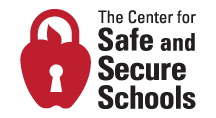 The Center for
Safe and
Secure
Schools